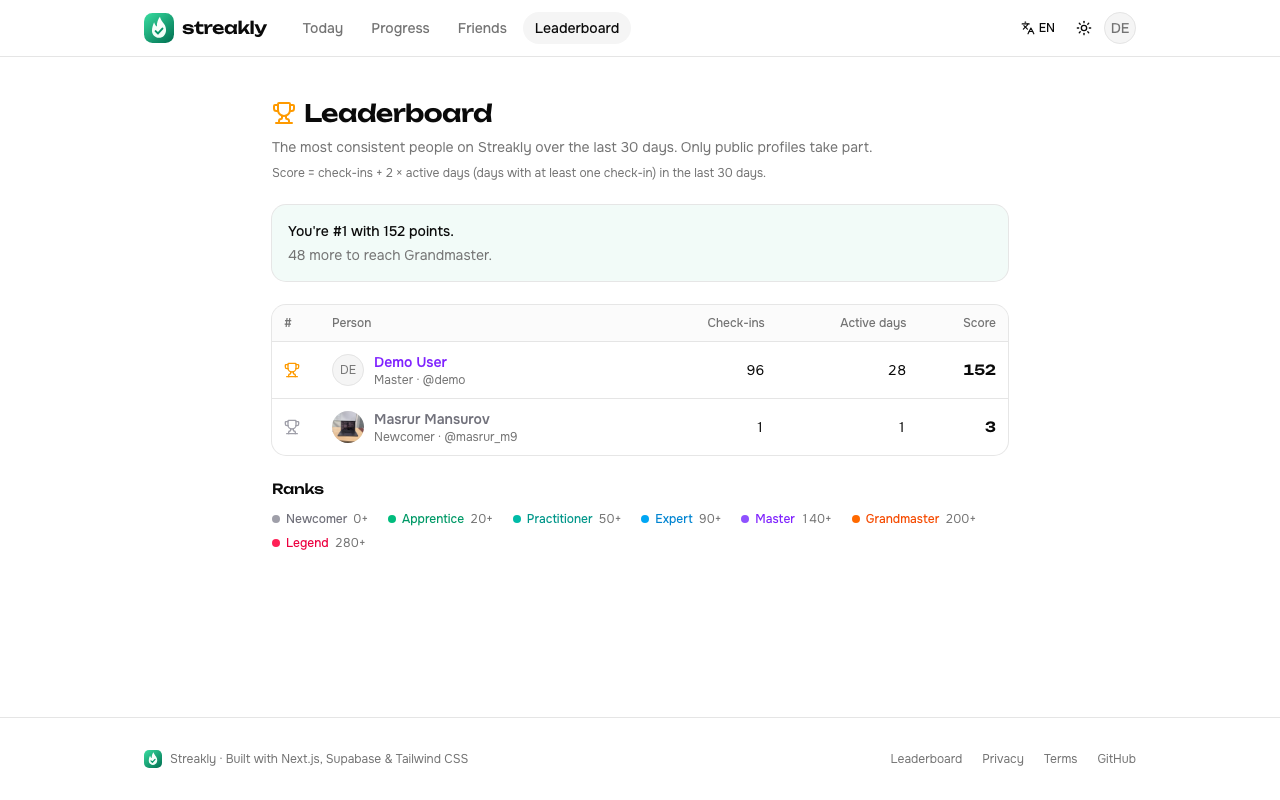 streakly Today Progress Friends Leaderboard EN DE
Leaderboard
The most consistent people on Streakly over the last 30 days. Only public profiles take part.
Score = check-ins + 2 × active days (days with at least one check-in) in the last 30 days.
You're #1 with 152 points.
48 more to reach Grandmaster.
# Person Check-ins Active days Score
DE Demo User 96 28 152
Master · @demo
Masrur Mansurov 1 1 3
Newcomer · @masrur_m9
Ranks
Newcomer 0+ Apprentice 20+ Practitioner 50+ Expert 90+ Master 140+ Grandmaster 200+
Legend 280+
Streakly · Built with Next.js, Supabase & Tailwind CSS Leaderboard Privacy Terms GitHub